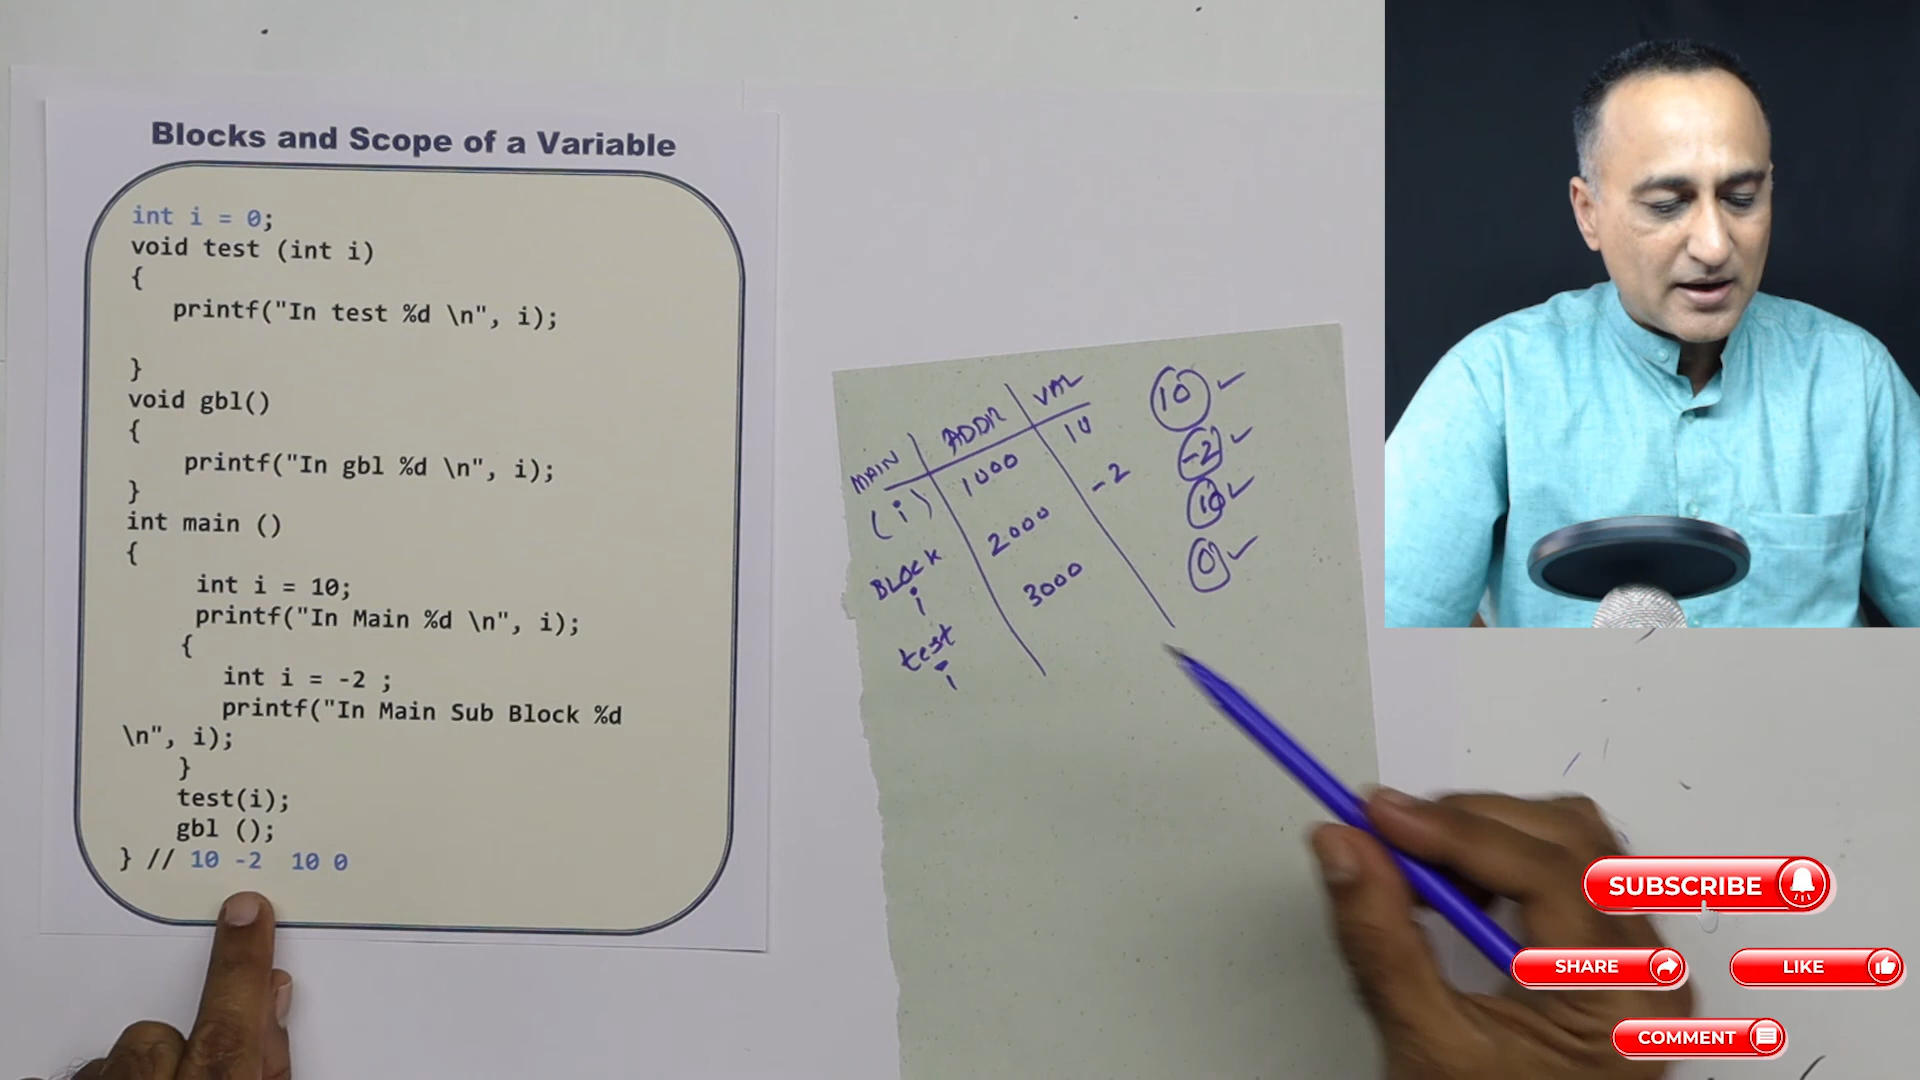 Blocks and Scope of a Variable
int i = 0;
void test (int i)
{
printf("In test %d \n", i);
}
void gbl()
{
printf("In gbl %d \n", i);
}
int main ()
{
int i = 10;
printf("In Main %d \n", i);
{
int i = -2 ;
printf("In Main Sub Block %d
\n", i);
}
test(i);
gbl ();
} // 10 -2  10 0
MAIN ADDR VAL
(i) 1000 10
BLOCK
i 2000 -2
test
i 3000
10
-2
10
0
SUBSCRIBE
SHARE LIKE
COMMENT